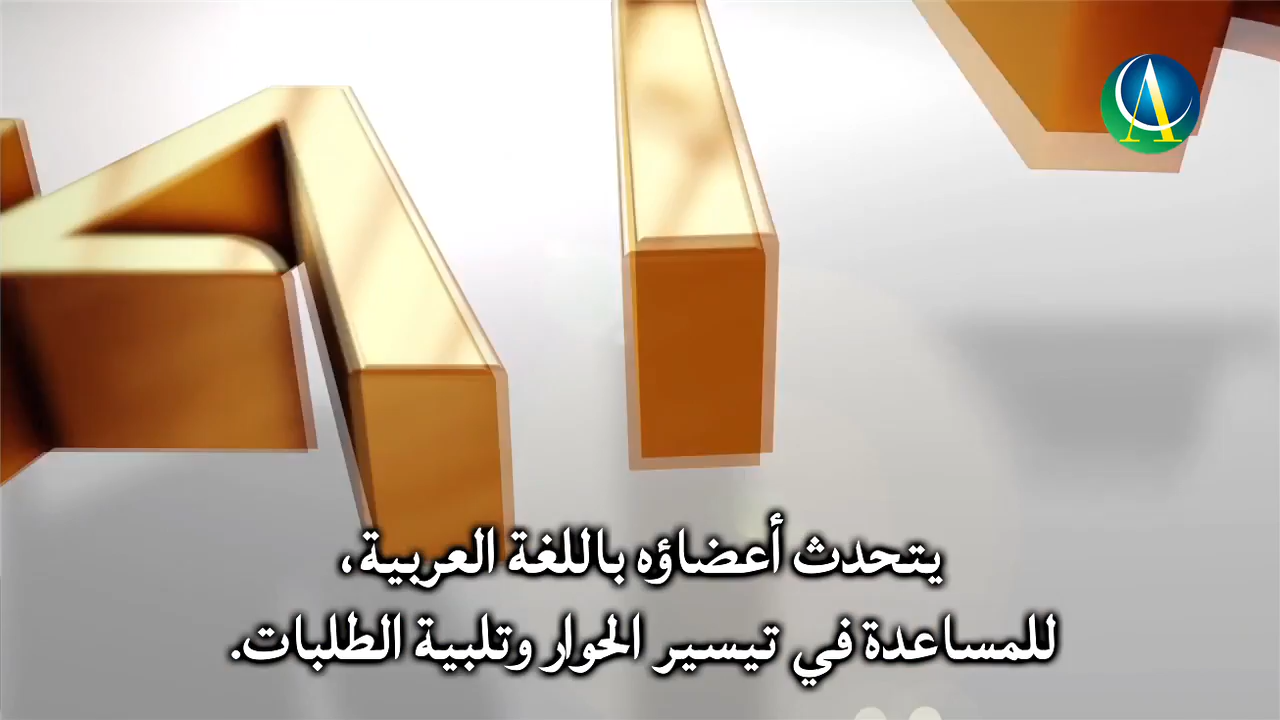 يتحدث أعضاؤه باللغة العربية،
للمساعدة في تيسير الحوار وتلبية الطلبات.